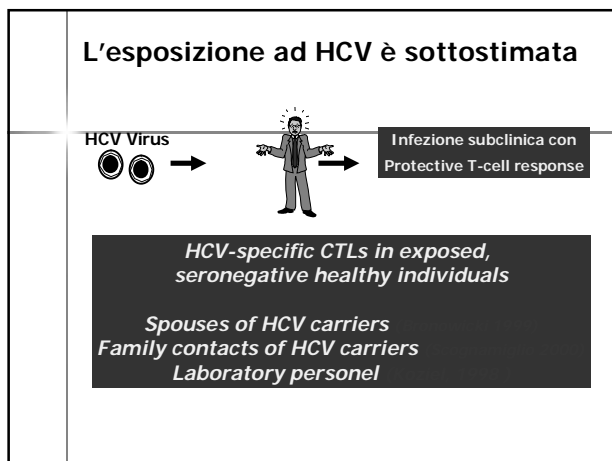 L'esposizione ad HCV è sottostimata
HCV Virus
Infezione subclinica con
Protective T-cell response
HCV-specific CTLs in exposed,
seronegative healthy individuals
Spouses of HCV carriers
Family contacts of HCV carriers
Laboratory personel